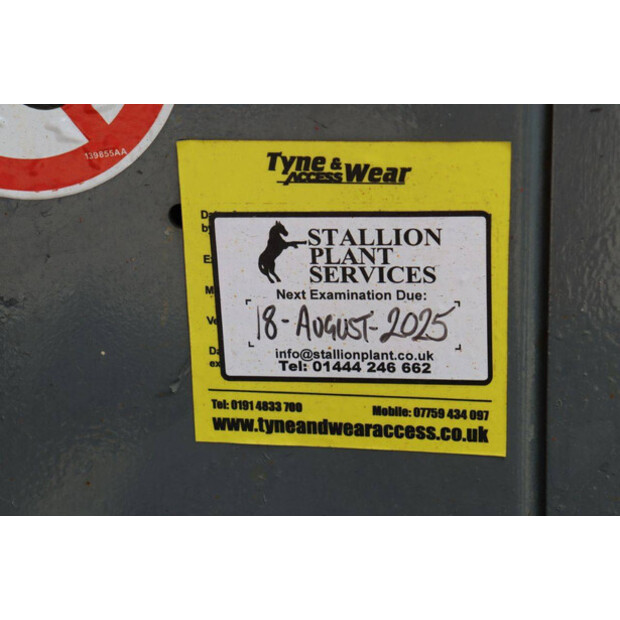 139855AA
Tyne &
ACCESS Wear
STALLION
PLANT
SERVICES
Next Examination Due:
18-AUGUST-2025
info@stallionplant.co.uk
Tel: 01444 246 662
Tel: 0191 4833 700
Mobile: 07759 434 097
www.tyneandwearaccess.co.uk